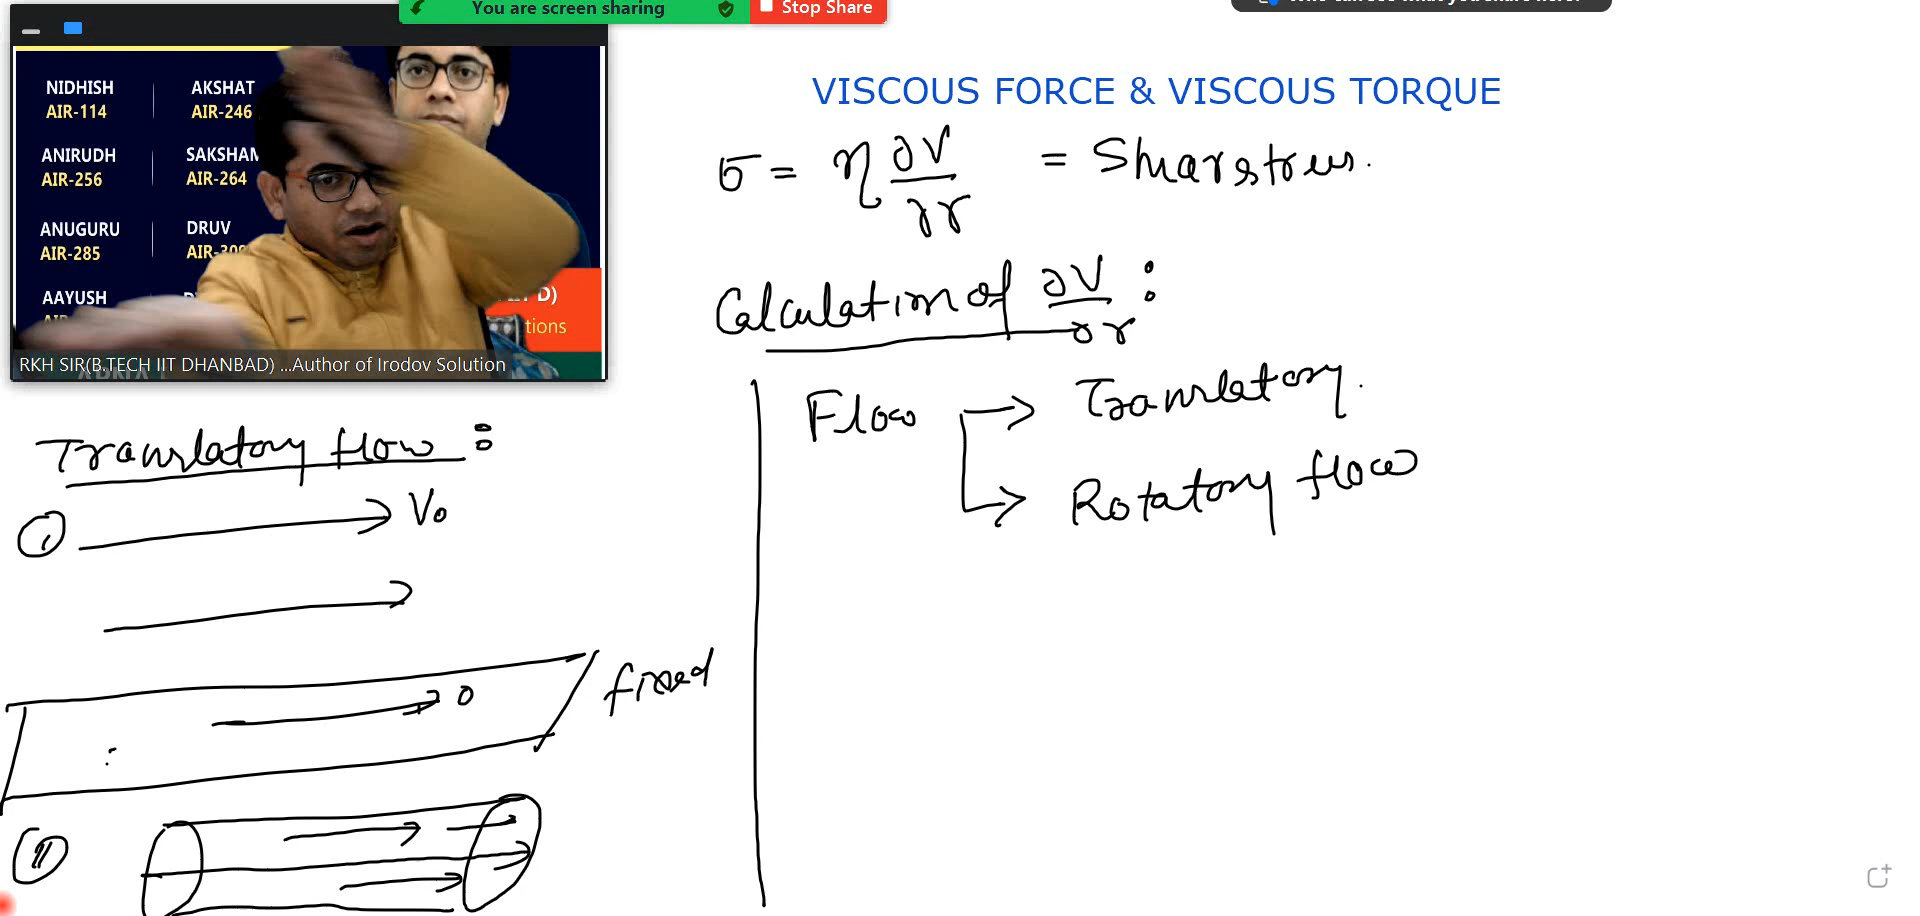 You are screen sharing
Stop Share
NIDHISH
AIR-114
AKSHAT
AIR-246
ANIRUDH
AIR-256
SAKSHAM
AIR-264
ANUGURU
AIR-285
DRUV
AIR-
AAYUSH
D)
tions
RKH SIR(B.TECH IIT DHANBAD) ...Author of Irodov Solution
VISCOUS FORCE & VISCOUS TORQUE
σ = η ∂V/∂r = Shear stress.
Calculation of ∂V/∂r :
Flow → Translatory.
→ Rotatory flow
Translatory flow :
① V₀
0
fixed
②